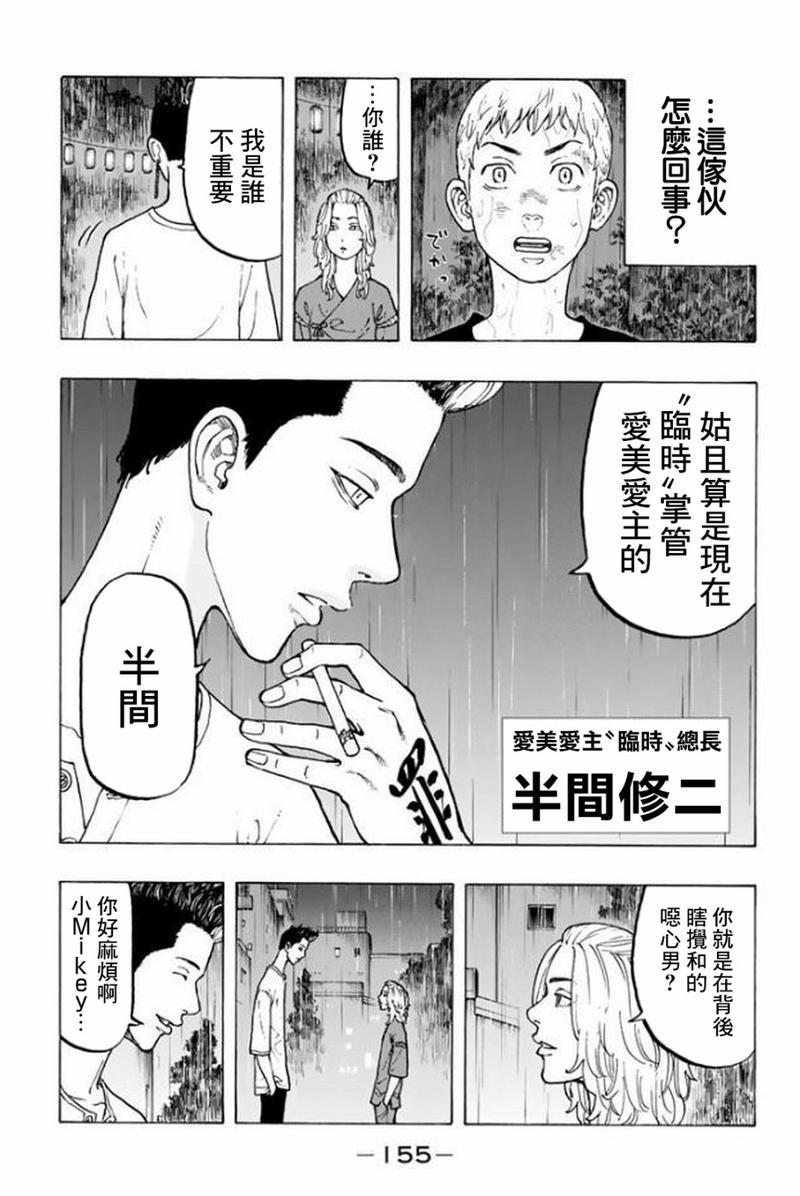 …這傢伙
怎麼回事？
でかっ
…你誰？
我是誰
不重要
姑且算是現在
〝臨時〞掌管
愛美愛主的
半間
罪
愛美愛主〝臨時〟總長
半間修二
你就是在背後
瞎攪和的
噁心男？
你好麻煩啊
小Mikey…
－155－